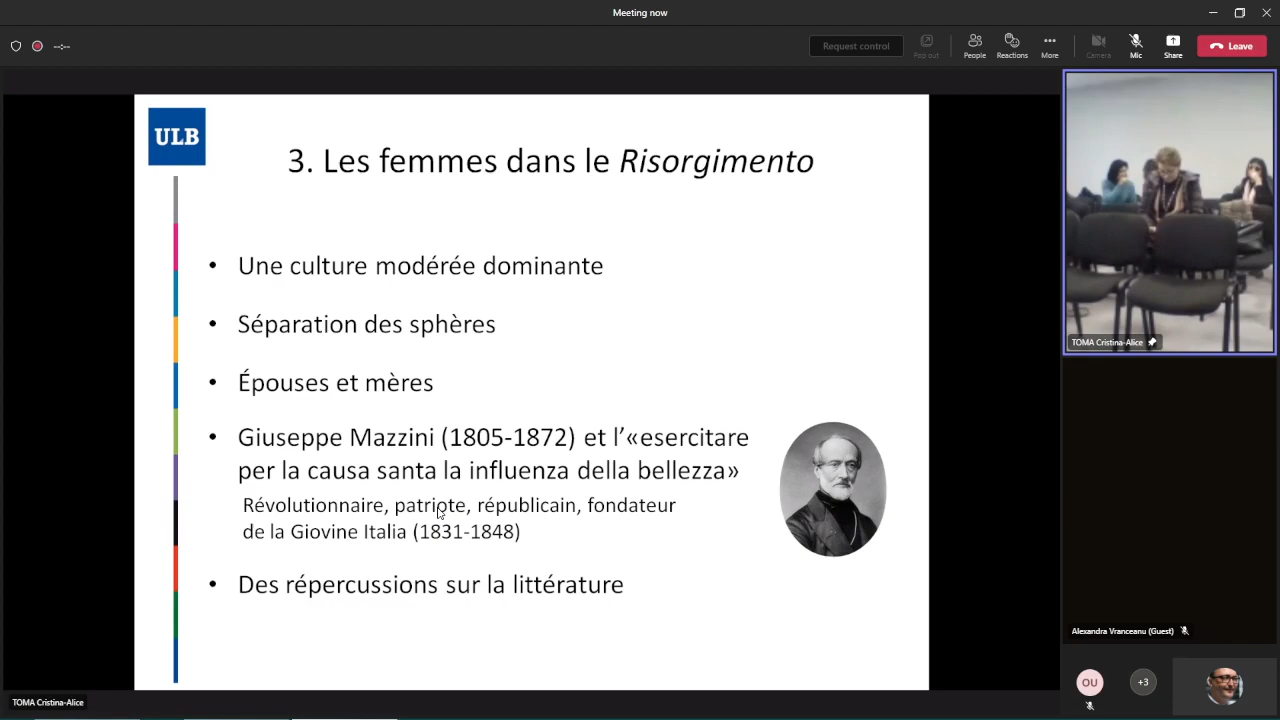 Meeting now
--:--
Request control
Pop out
People
Reactions
More
Camera
Mic
Share
Leave
ULB
3. Les femmes dans le Risorgimento
• Une culture modérée dominante
• Séparation des sphères
• Épouses et mères
• Giuseppe Mazzini (1805-1872) et l’«esercitare
per la causa santa la influenza della bellezza»
Révolutionnaire, patriote, républicain, fondateur
de la Giovine Italia (1831-1848)
• Des répercussions sur la littérature
TOMA Cristina-Alice
Alexandra Vranceanu (Guest)
OU
+3
TOMA Cristina-Alice